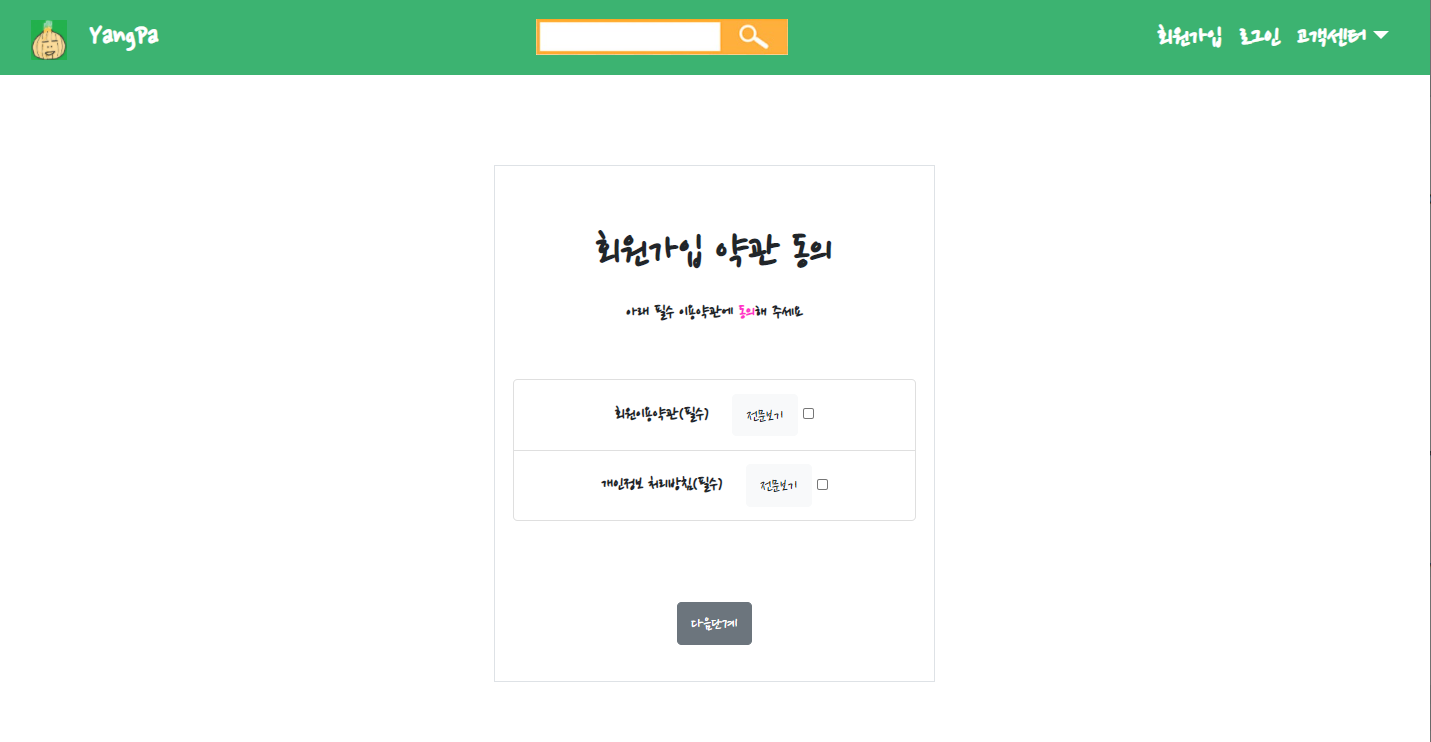 YangPa
회원가입 로그인 고객센터
회원가입 약관 동의
아래 필수 이용약관에 동의해 주세요
회원이용약관(필수) 전문보기
개인정보 처리방침(필수) 전문보기
다음단계